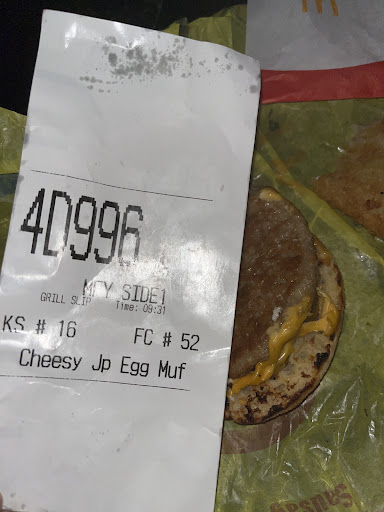 4D996
MFY SIDE1
GRILL SLIP Time: 09:31
KS # 16 FC # 52
Cheesy Jp Egg Muf